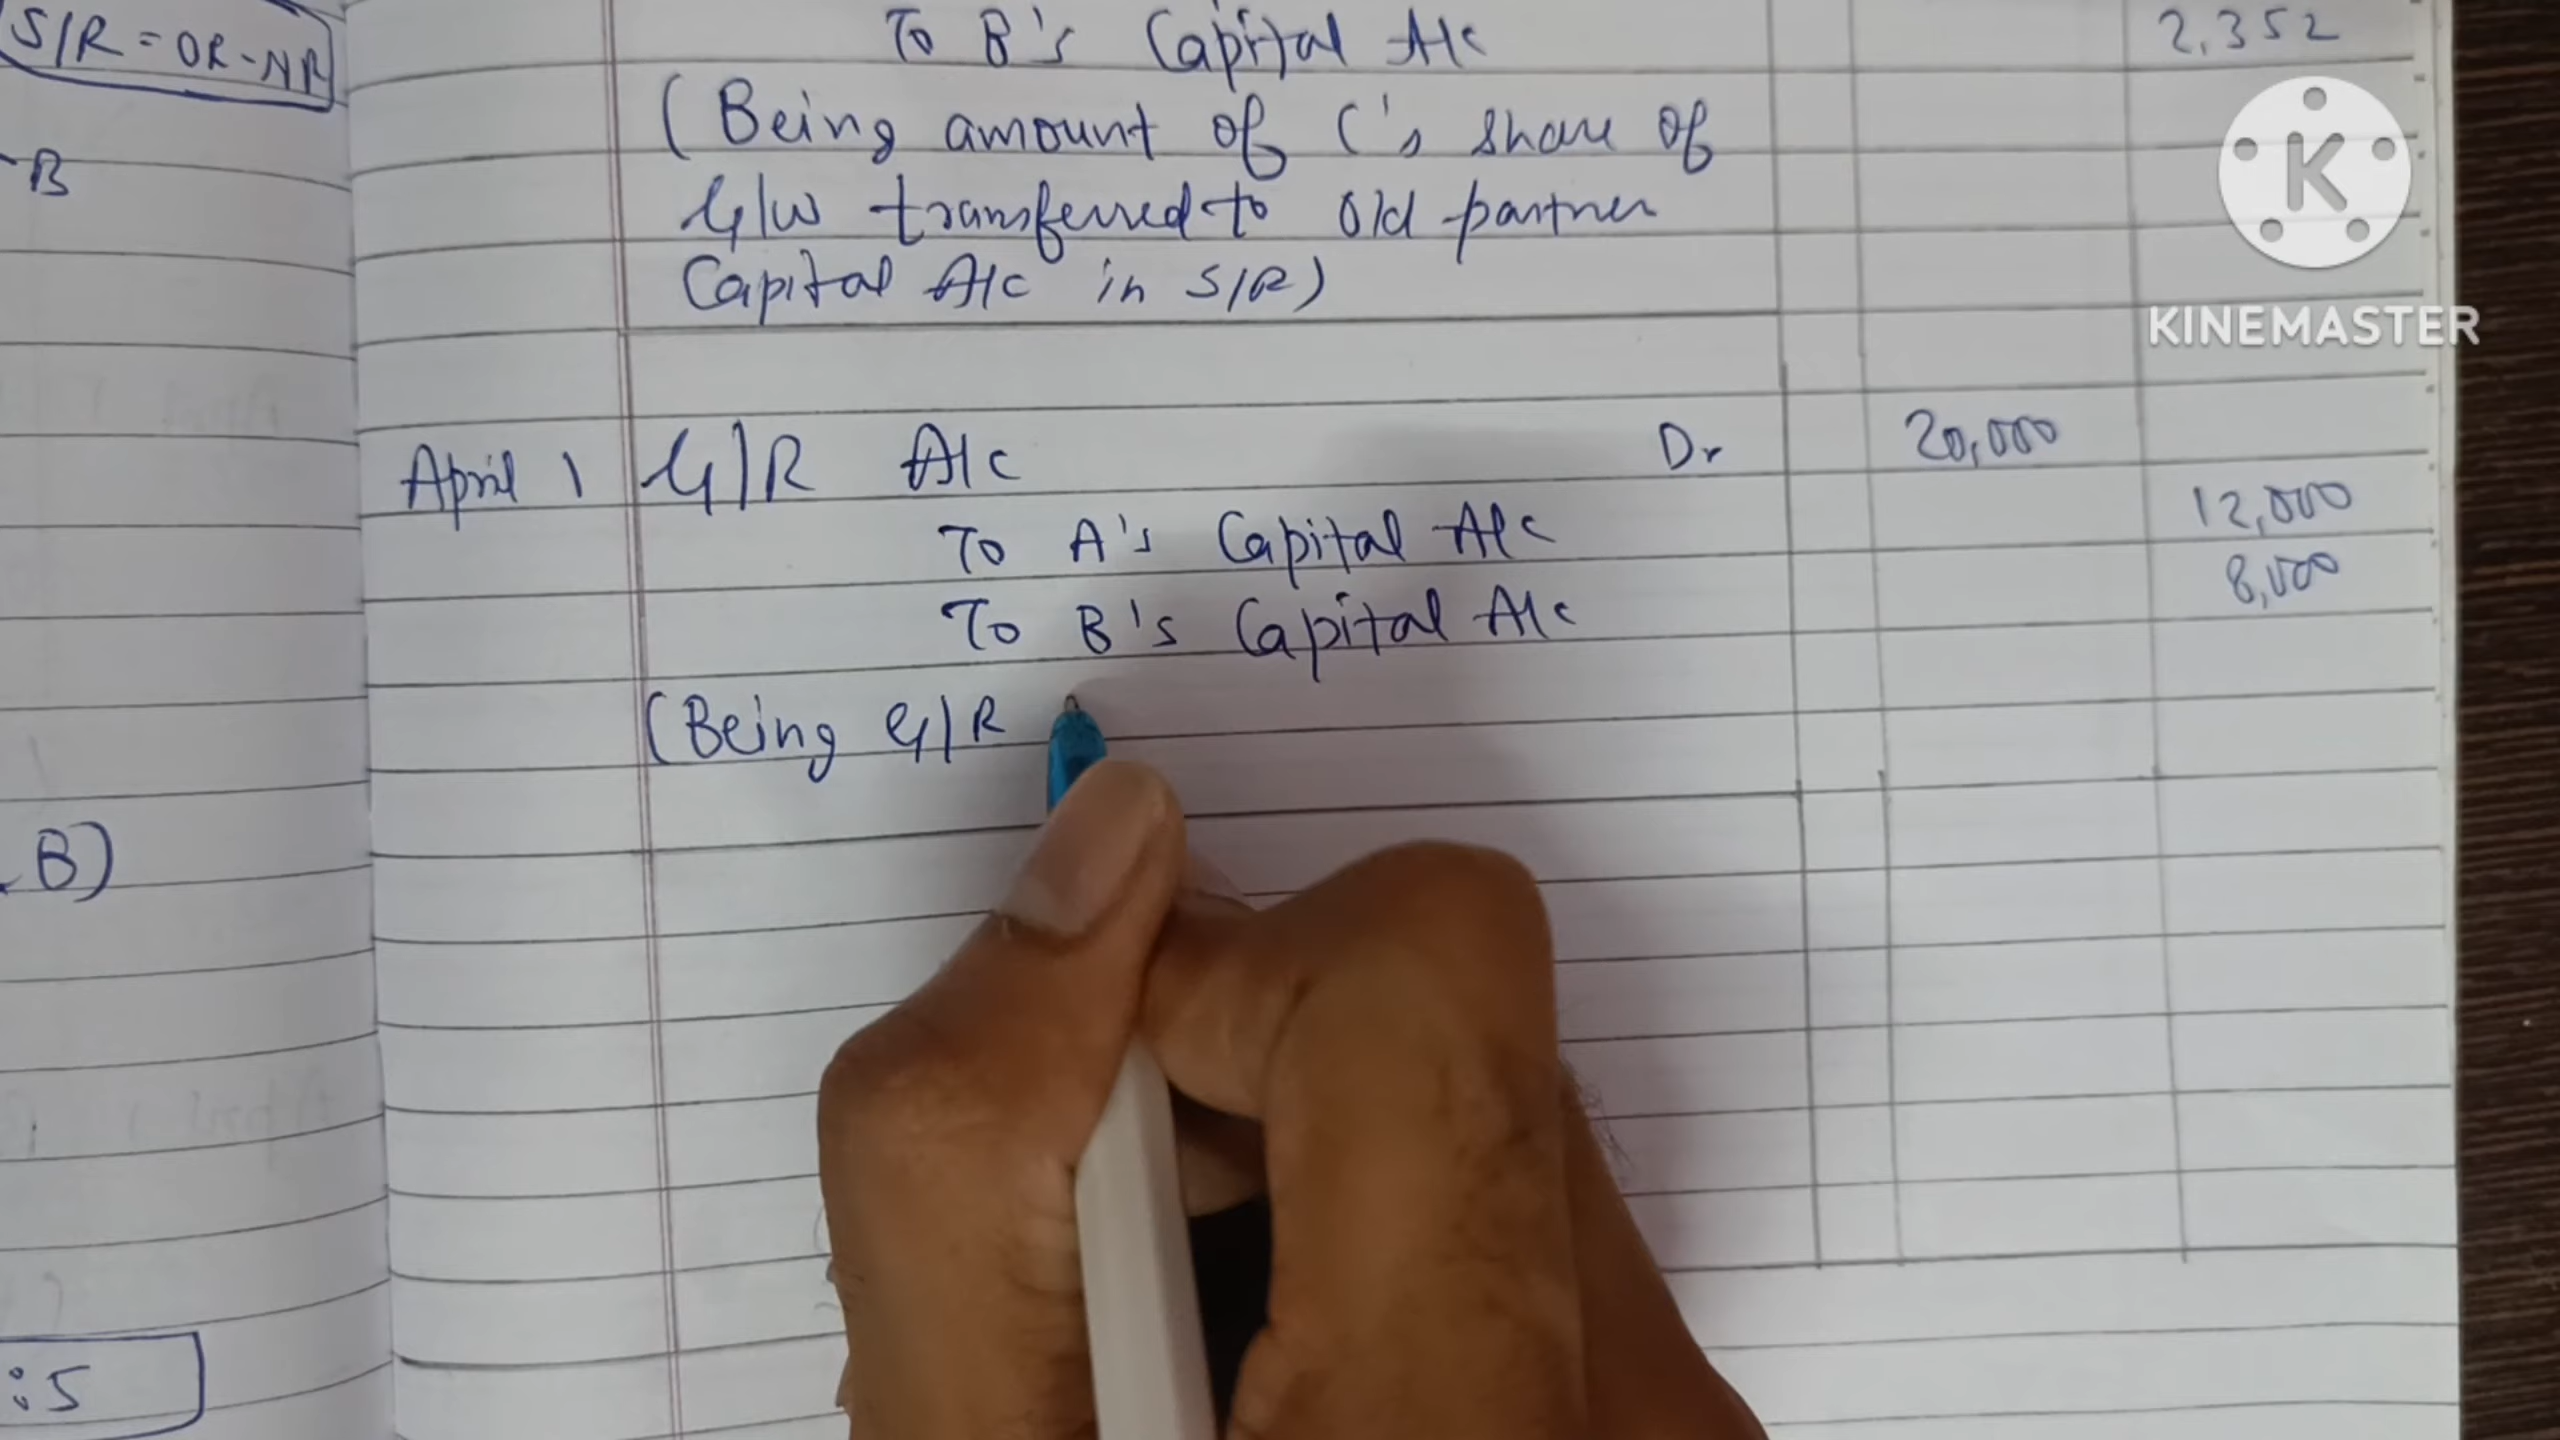 S/R = OR - NR
B
B)
: 5
To B's Capital A/c 2,352
(Being amount of C's share of
G/W transferred to old partner
Capital A/c in S/R)
April 1 G/R A/c Dr 20,000
To A's Capital A/c 12,000
To B's Capital A/c 8,000
(Being G/R
K
KINEMASTER